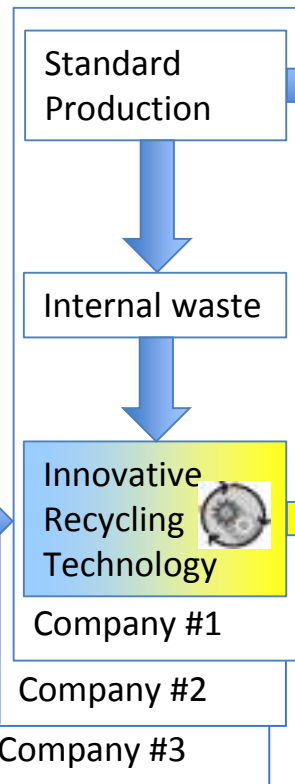 Standard
Production
Internal waste
Innovative
Recycling
Technology
Company #1
Company #2
Company #3